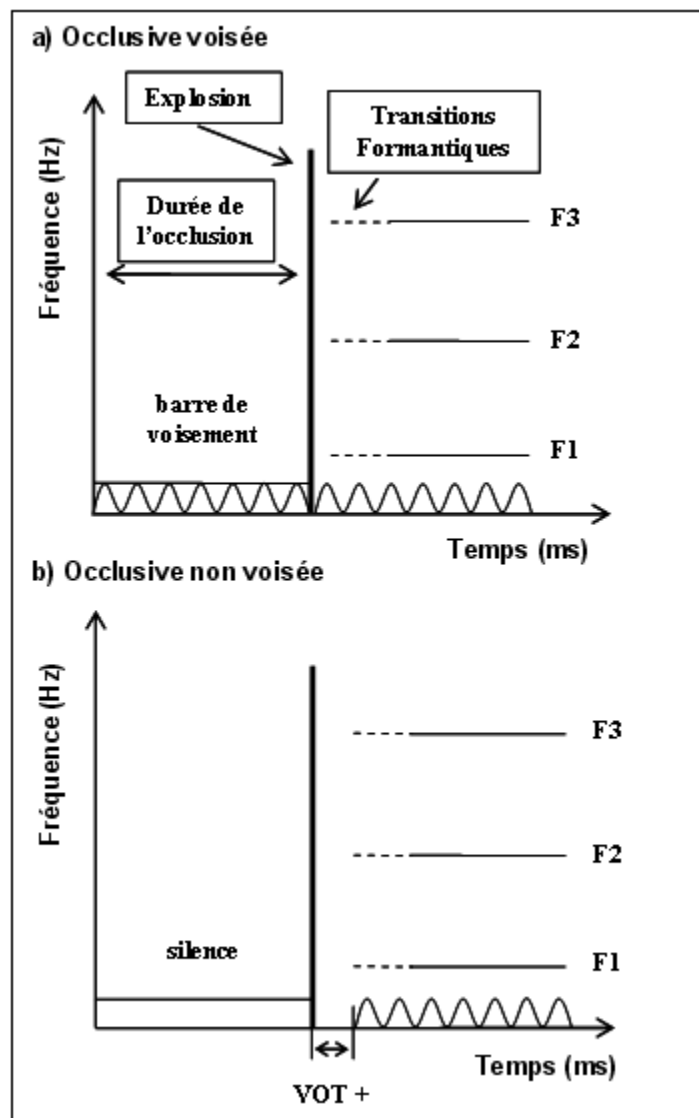 a) Occlusive voisée
Explosion
Transitions
Formantiques
Fréquence (Hz)
Durée de
l'occlusion
F3
F2
barre de
voisement
F1
Temps (ms)
b) Occlusive non voisée
Fréquence (Hz)
F3
F2
silence
F1
Temps (ms)
VOT +